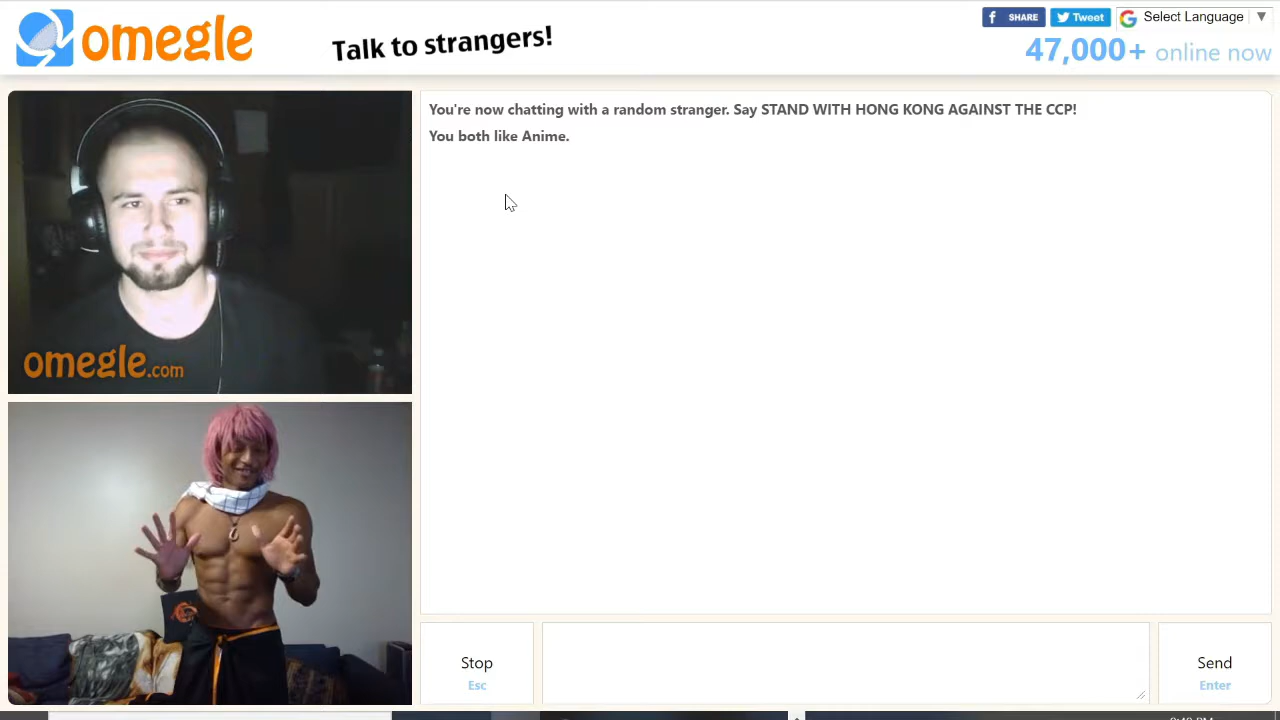 omegle
Talk to strangers!
f SHARE
Tweet
G Select Language ▼
47,000+ online now
You're now chatting with a random stranger. Say STAND WITH HONG KONG AGAINST THE CCP!
You both like Anime.
omegle.com
Stop
Esc
Send
Enter